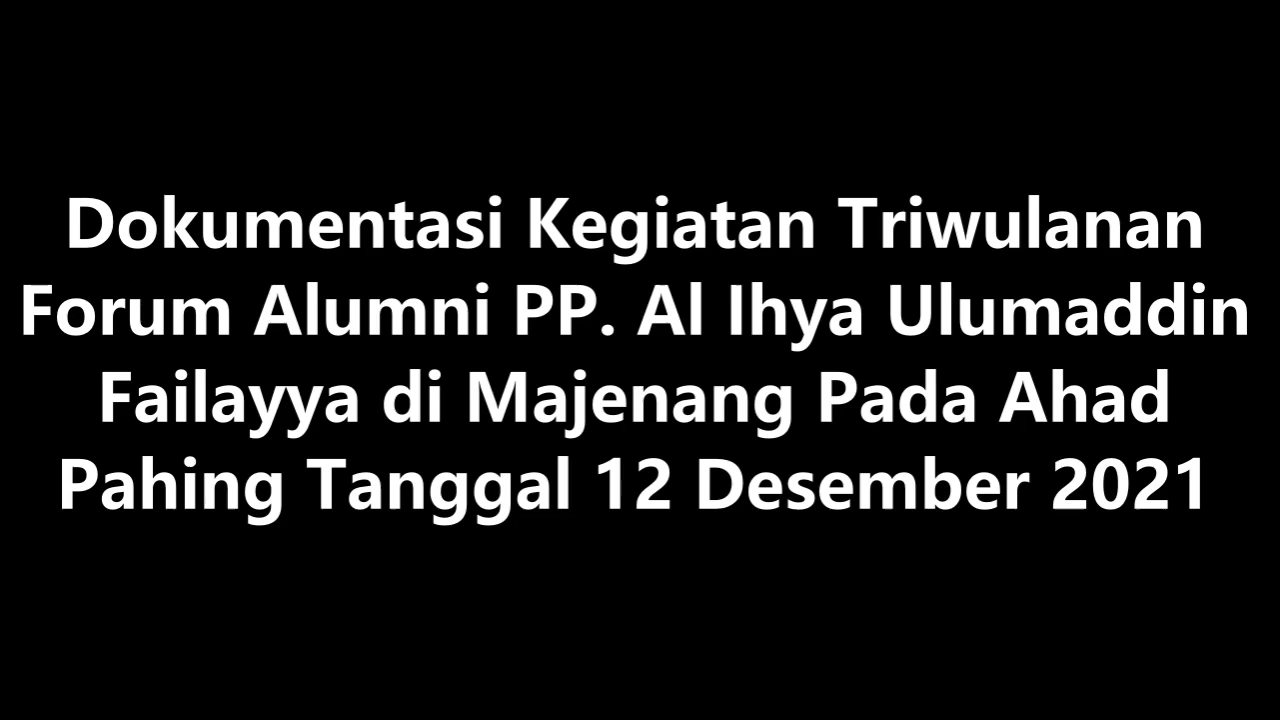 Dokumentasi Kegiatan Triwulanan
Forum Alumni PP. Al Ihya Ulumaddin
Failayya di Majenang Pada Ahad
Pahing Tanggal 12 Desember 2021